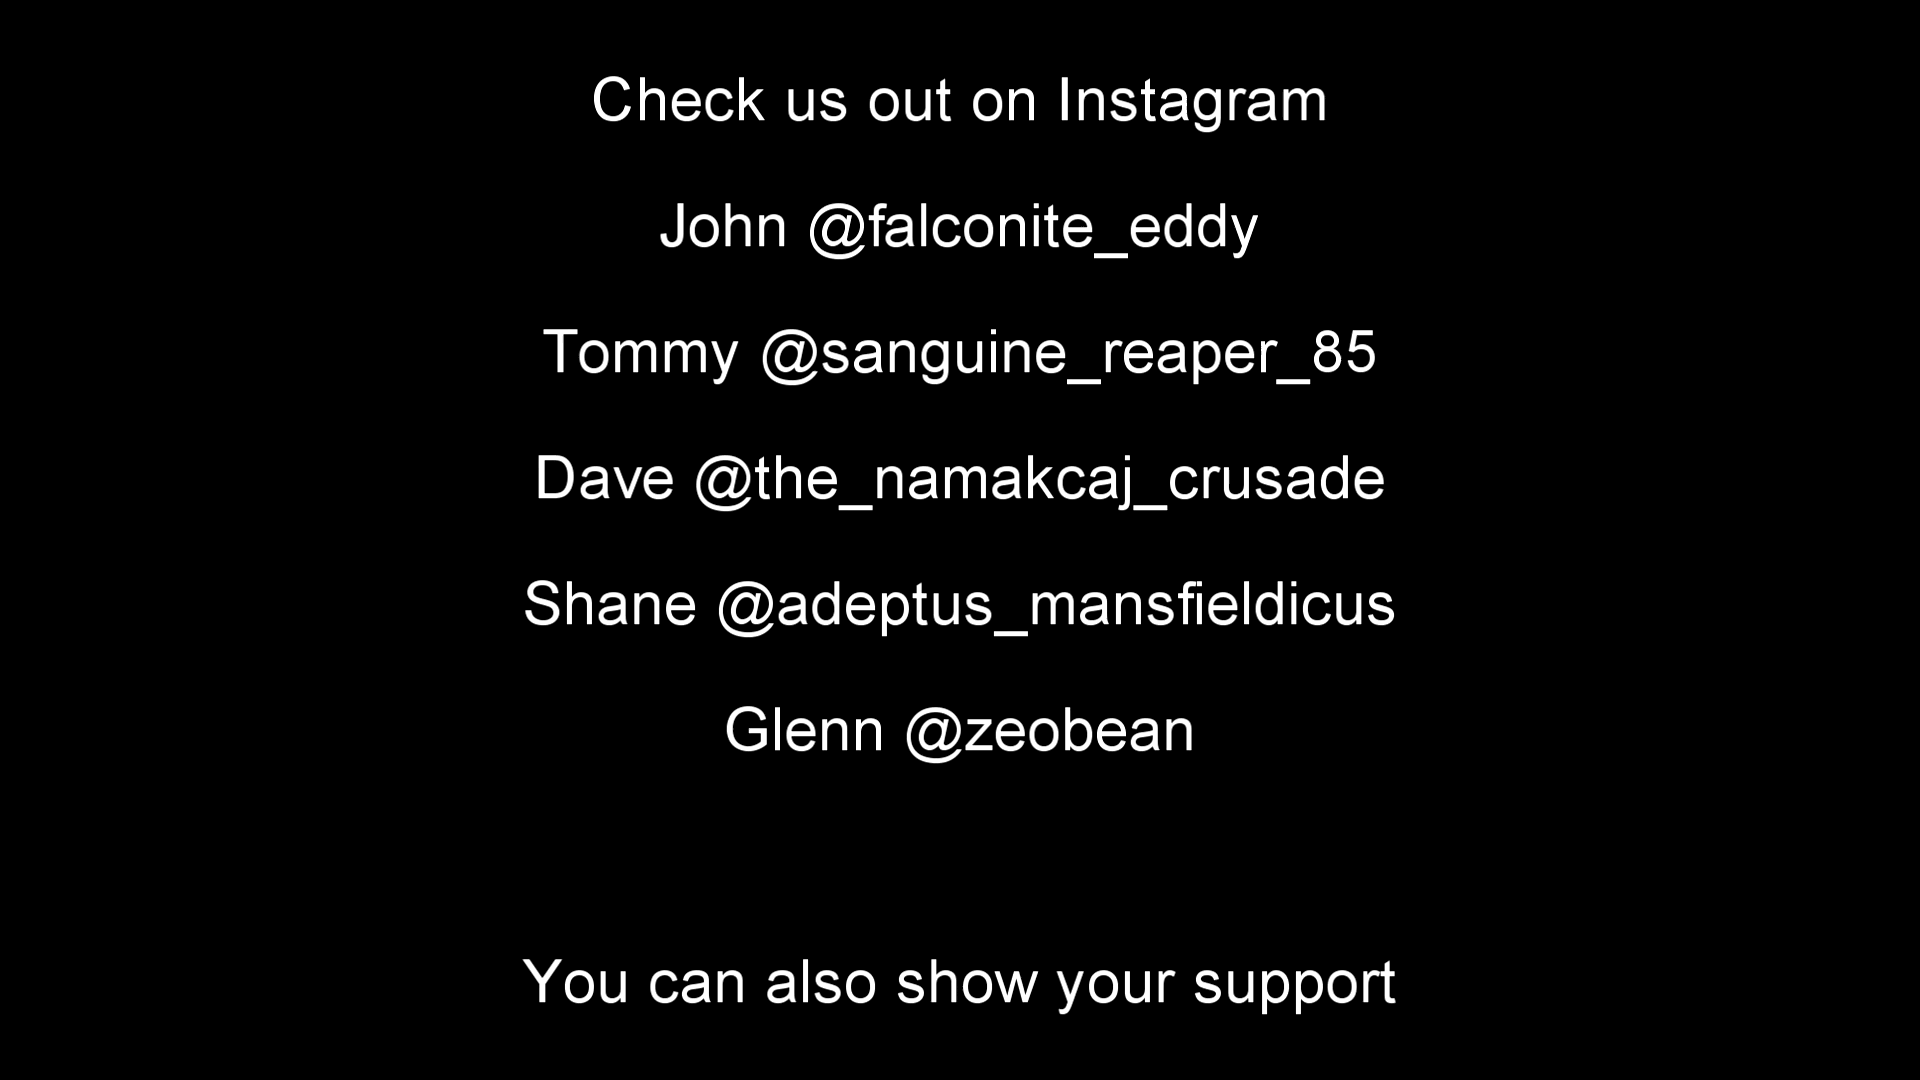 Check us out on Instagram
John @falconite_eddy
Tommy @sanguine_reaper_85
Dave @the_namakcaj_crusade
Shane @adeptus_mansfieldicus
Glenn @zeobean
You can also show your support